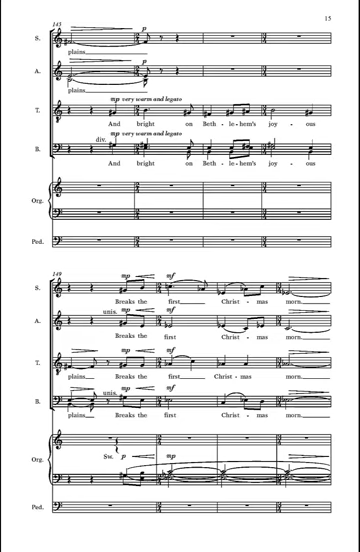 15
145
S.
p
plains
A.
p
plains
T.
mp very warm and legato
And bright on Beth - le - hem's joy - ous
B.
div.
mp very warm and legato
And bright on Beth - le - hem's joy - ous
Org.
Ped.
149
S.
mp mf
Breaks the first Christ - mas morn.
A.
unis. mp mf
Breaks the first Christ - mas morn.
T.
mp mf
plains Breaks the first Christ - mas morn.
B.
unis. mp mf
plains Breaks the first Christ - mas morn.
Org.
Sw. p mp
Ped.